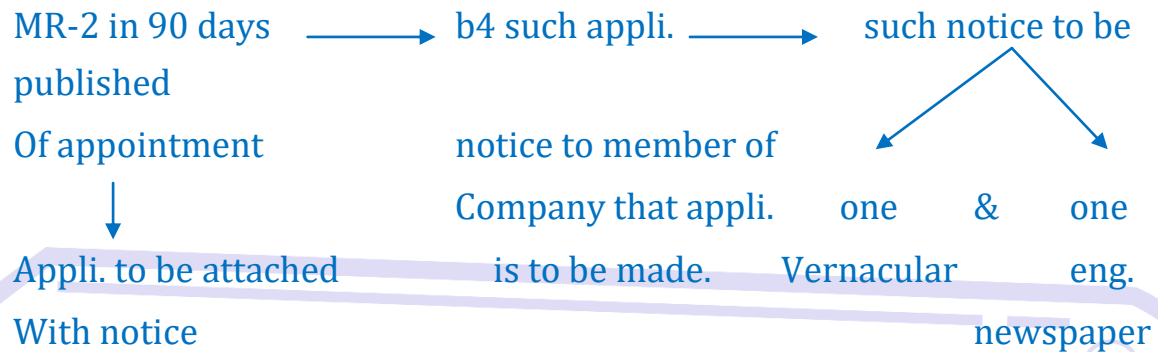 MR-2 in 90 days b4 such appli. such notice to be
published
Of appointment notice to member of
Company that appli. one & one
Appli. to be attached is to be made. Vernacular eng.
With notice newspaper